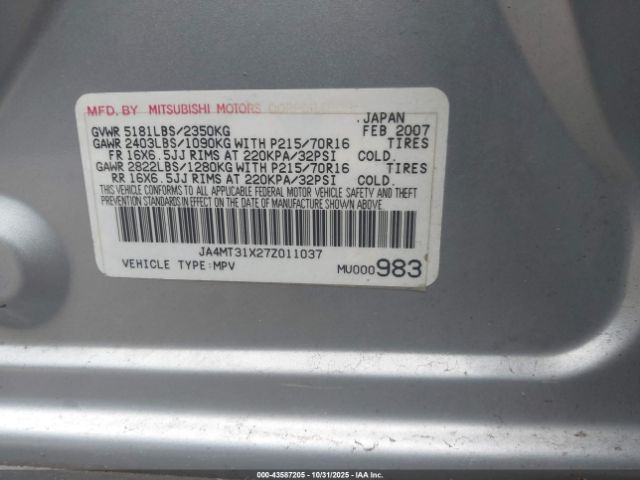 MFD. BY MITSUBISHI MOTORS CORPORATION
JAPAN
GVWR 5181LBS/2350KG FEB 2007
GAWR 2403LBS/1090KG WITH P215/70R16 TIRES
FR 16X6.5JJ RIMS AT 220KPA/32PSI COLD.
GAWR 2822LBS/1280KG WITH P215/70R16 TIRES
RR 16X6.5JJ RIMS AT 220KPA/32PSI COLD.
THIS VEHICLE CONFORMS TO ALL APPLICABLE FEDERAL MOTOR VEHICLE SAFETY AND THEFT
PREVENTION STANDARDS IN EFFECT ON THE DATE OF MANUFACTURE SHOWN ABOVE.
JA4MT31X27Z011037
VEHICLE TYPE:MPV MU000983
000-43587205 - 10/31/2025 - IAAI.COM